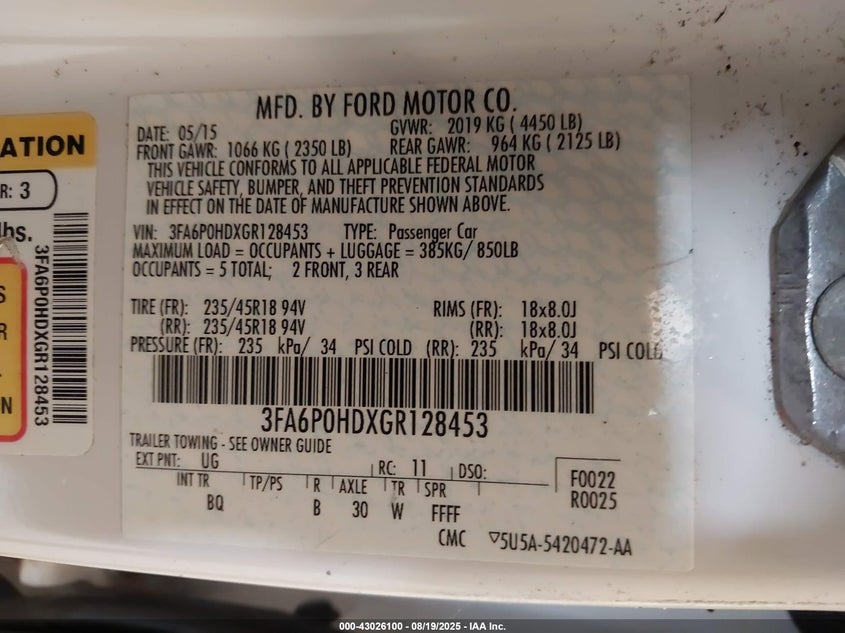 ATION
R: 3
lbs.
S
R
L
N
3FA6P0HDXGR128453
MFD. BY FORD MOTOR CO.
DATE: 05/15 GVWR: 2019 KG ( 4450 LB)
FRONT GAWR: 1066 KG ( 2350 LB) REAR GAWR: 964 KG ( 2125 LB)
THIS VEHICLE CONFORMS TO ALL APPLICABLE FEDERAL MOTOR
VEHICLE SAFETY, BUMPER, AND THEFT PREVENTION STANDARDS
IN EFFECT ON THE DATE OF MANUFACTURE SHOWN ABOVE.
VIN: 3FA6P0HDXGR128453 TYPE: Passenger Car
MAXIMUM LOAD = OCCUPANTS + LUGGAGE = 385KG/ 850LB
OCCUPANTS = 5 TOTAL; 2 FRONT, 3 REAR
TIRE (FR): 235/45R18 94V RIMS (FR): 18x8.0J
(RR): 235/45R18 94V (RR): 18x8.0J
PRESSURE (FR): 235 kPa/ 34 PSI COLD (RR): 235 kPa/ 34 PSI COLD
3FA6P0HDXGR128453
TRAILER TOWING - SEE OWNER GUIDE
EXT PNT: UG RC: 11 DSO: F0022
INT TR TP/PS R AXLE TR SPR R0025
BQ B 30 W FFFF
CMC ▽5U5A-5420472-AA
000-43026100 - 08/19/2025 - IAA Inc.